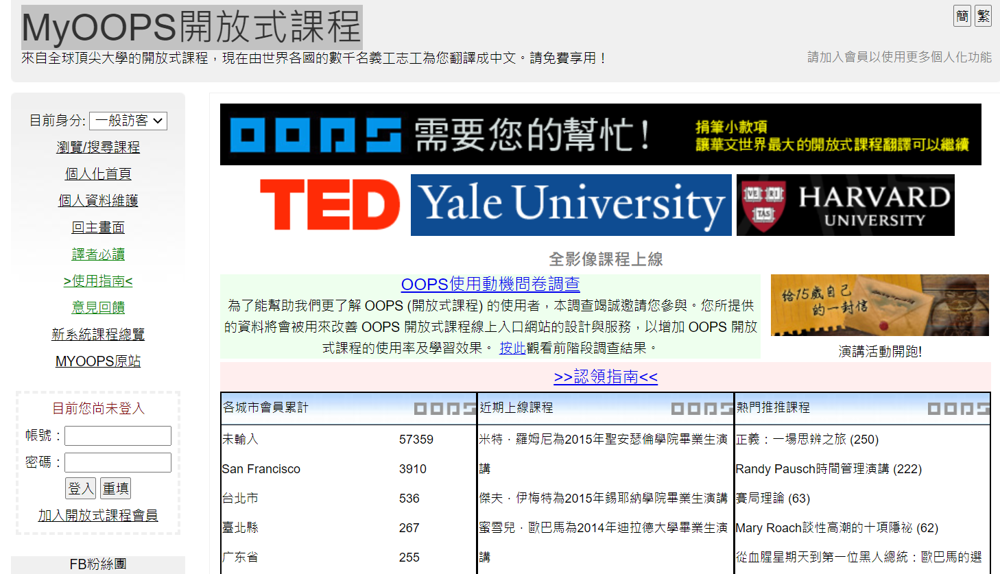 MyOOPS開放式課程
簡 繁
來自全球頂尖大學的開放式課程，現在由世界各國的數千名義工志工為您翻譯成中文。請免費享用！
請加入會員以使用更多個人化功能
目前身分: 一般訪客
瀏覽/搜尋課程
個人化首頁
個人資料維護
回主畫面
譯者必讀
>使用指南<
意見回饋
新系統課程總覽
MYOOPS原站
目前您尚未登入
帳號：
密碼：
登入 重填
加入開放式課程會員
FB粉絲團
OOPS 需要您的幫忙！
捐筆小款項
讓華文世界最大的開放式課程翻譯可以繼續
TED
Yale University
VE RI TAS
HARVARD
UNIVERSITY
全影像課程上線
OOPS使用動機問卷調查
為了能幫助我們更了解 OOPS (開放式課程) 的使用者，本調查竭誠邀請您參與。您所提供
的資料將會被用來改善 OOPS 開放式課程線上入口網站的設計與服務，以增加 OOPS 開放
式課程的使用率及學習效果。 按此觀看前階段調查結果。
給15歲自己
的一封信
演講活動開跑!
>>認領指南<<
各城市會員累計 OOPS
未輸入 57359
San Francisco 3910
台北市 536
臺北縣 267
广东省 255
近期上線課程 OOPS
米特．羅姆尼為2015年聖安瑟倫學院畢業生演
講
傑夫．伊梅特為2015年錫耶納學院畢業生演講
蜜雪兒．歐巴馬為2014年迪拉德大學畢業生演
講
熱門推推課程 OOPS
正義：一場思辨之旅 (250)
Randy Pausch時間管理演講 (222)
賽局理論 (63)
Mary Roach談性高潮的十項隱祕 (62)
從血腥星期天到第一位黑人總統：歐巴馬的選